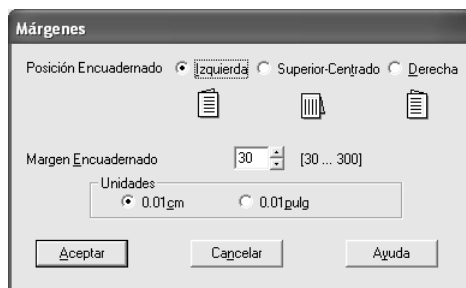 Márgenes
Posición Encuadernado Izquierda Superior-Centrado Derecha
Margen Encuadernado 30 [30 ... 300]
Unidades
0.01cm 0.01pulg
Aceptar Cancelar Ayuda